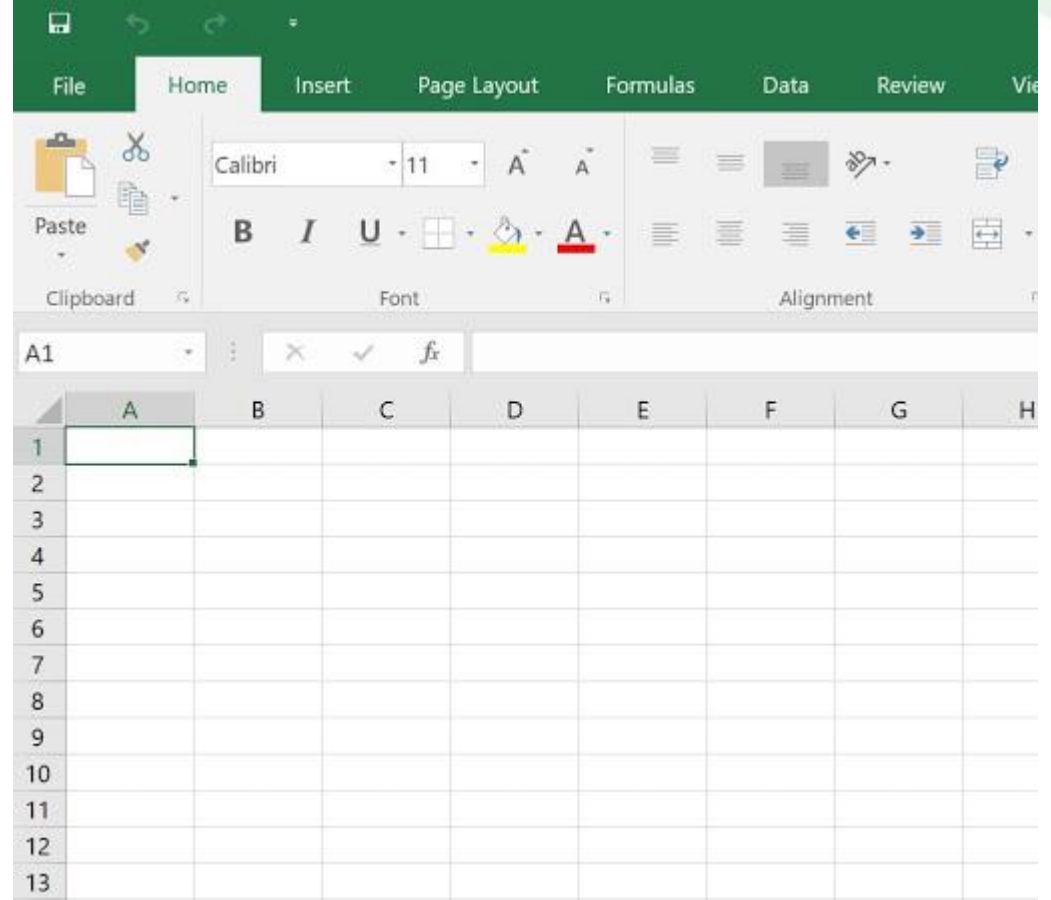 File Home Insert Page Layout Formulas Data Review Vie
Calibri 11 A A
Paste B I U A
Clipboard Font Alignment
A1 fx
A B C D E F G H
1
2
3
4
5
6
7
8
9
10
11
12
13